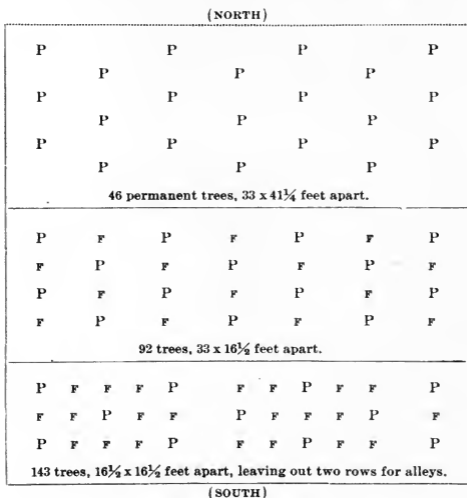 (NORTH)
P P P P
P P P
P P P P
P P P
P P P P
P P P
46 permanent trees, 33 x 41¼ feet apart.
P F P F P F P
F P F P F P F
P F P F P F P
F P F P F P F
92 trees, 33 x 16½ feet apart.
P F F F P F F P F F P
F F P F F P F F F P F
P F F F P F F P F F P
143 trees, 16½ x 16½ feet apart, leaving out two rows for alleys.
(SOUTH)